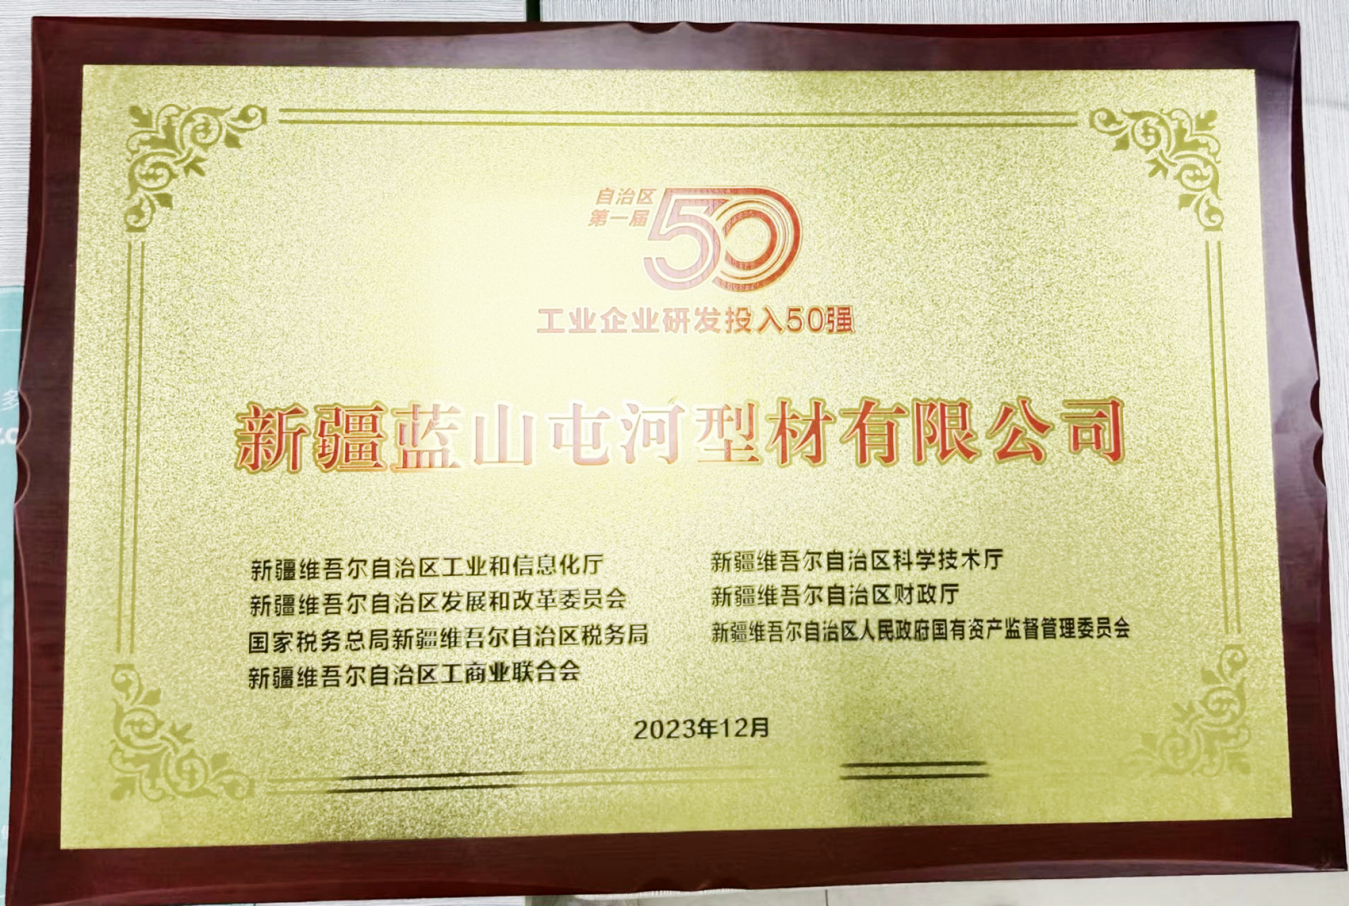 自治区
第一届
50
工业企业研发投入50强
新疆蓝山屯河型材有限公司
新疆维吾尔自治区工业和信息化厅
新疆维吾尔自治区科学技术厅
新疆维吾尔自治区发展和改革委员会
新疆维吾尔自治区财政厅
国家税务总局新疆维吾尔自治区税务局
新疆维吾尔自治区人民政府国有资产监督管理委员会
新疆维吾尔自治区工商业联合会
2023年12月
多